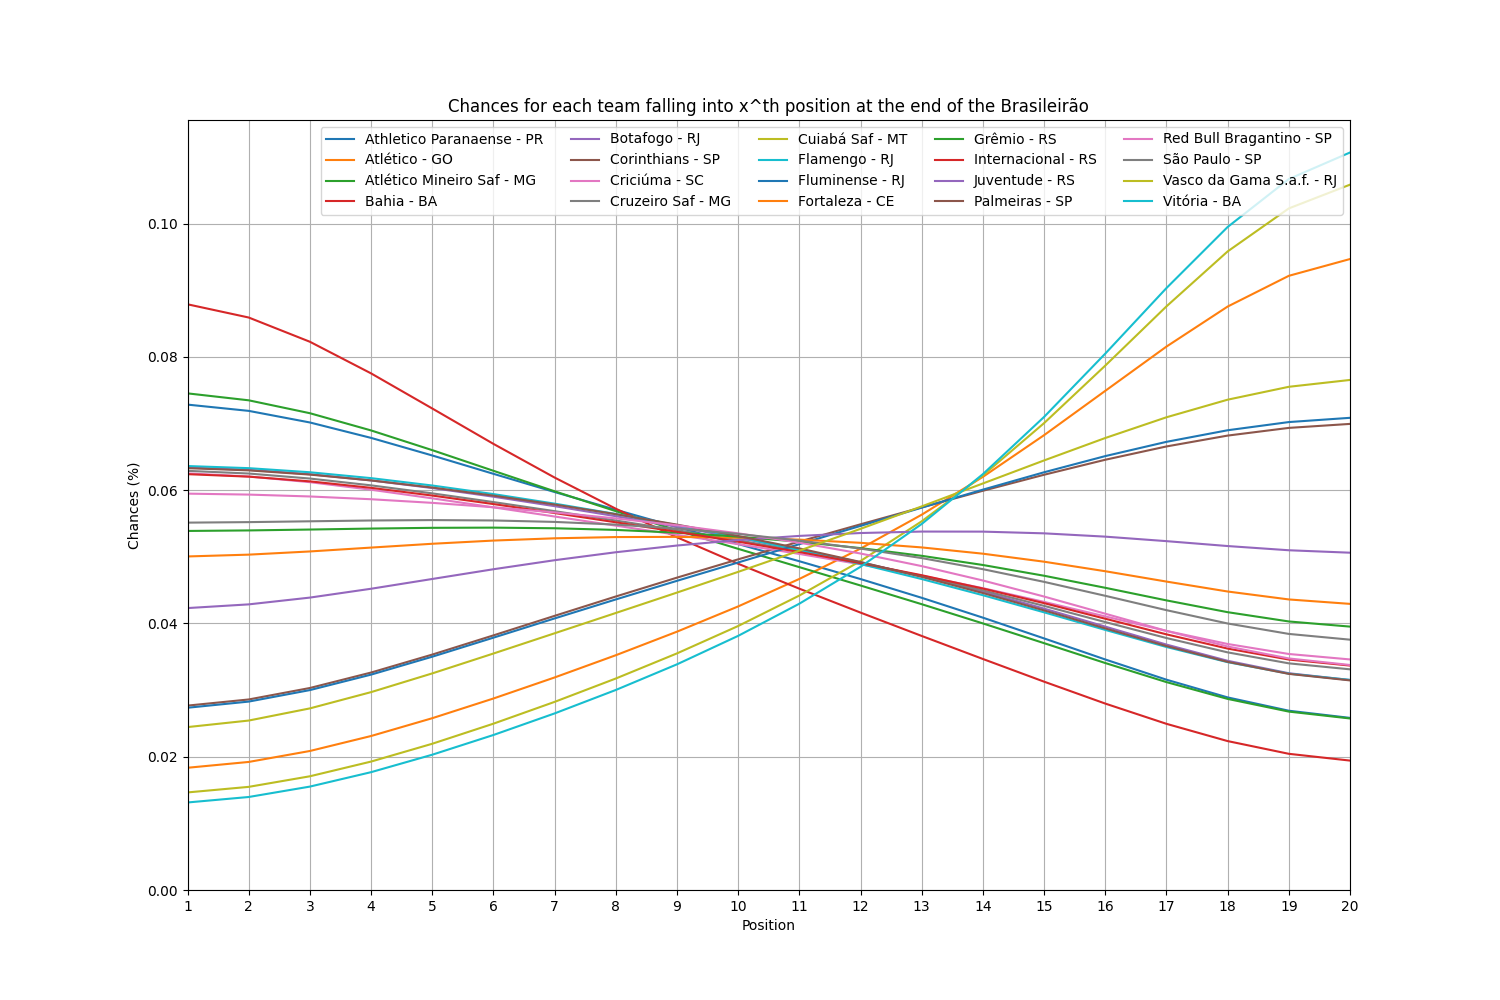 Chances for each team falling into x^th position at the end of the Brasileirão
Athletico Paranaense - PR
Atlético - GO
Atlético Mineiro Saf - MG
Bahia - BA
Botafogo - RJ
Corinthians - SP
Criciúma - SC
Cruzeiro Saf - MG
Cuiabá Saf - MT
Flamengo - RJ
Fluminense - RJ
Fortaleza - CE
Grêmio - RS
Internacional - RS
Juventude - RS
Palmeiras - SP
Red Bull Bragantino - SP
São Paulo - SP
Vasco da Gama S.a.f. - RJ
Vitória - BA
Chances (%)
0.10
0.08
0.06
0.04
0.02
0.00
1 2 3 4 5 6 7 8 9 10 11 12 13 14 15 16 17 18 19 20
Position